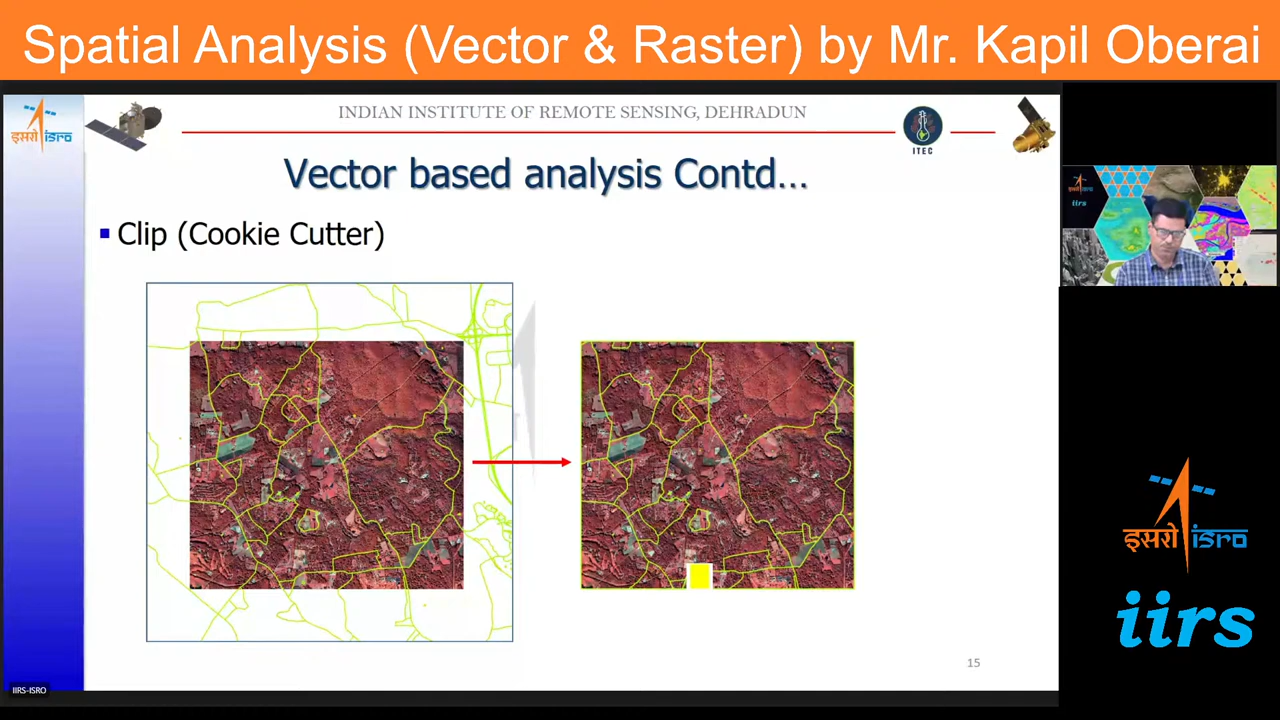 Spatial Analysis (Vector & Raster) by Mr. Kapil Oberai
INDIAN INSTITUTE OF REMOTE SENSING, DEHRADUN
इसरो isro
ITEC
Vector based analysis Contd...
▪ Clip (Cookie Cutter)
iirs
15
IIRS-ISRO
इसरो isro
iirs